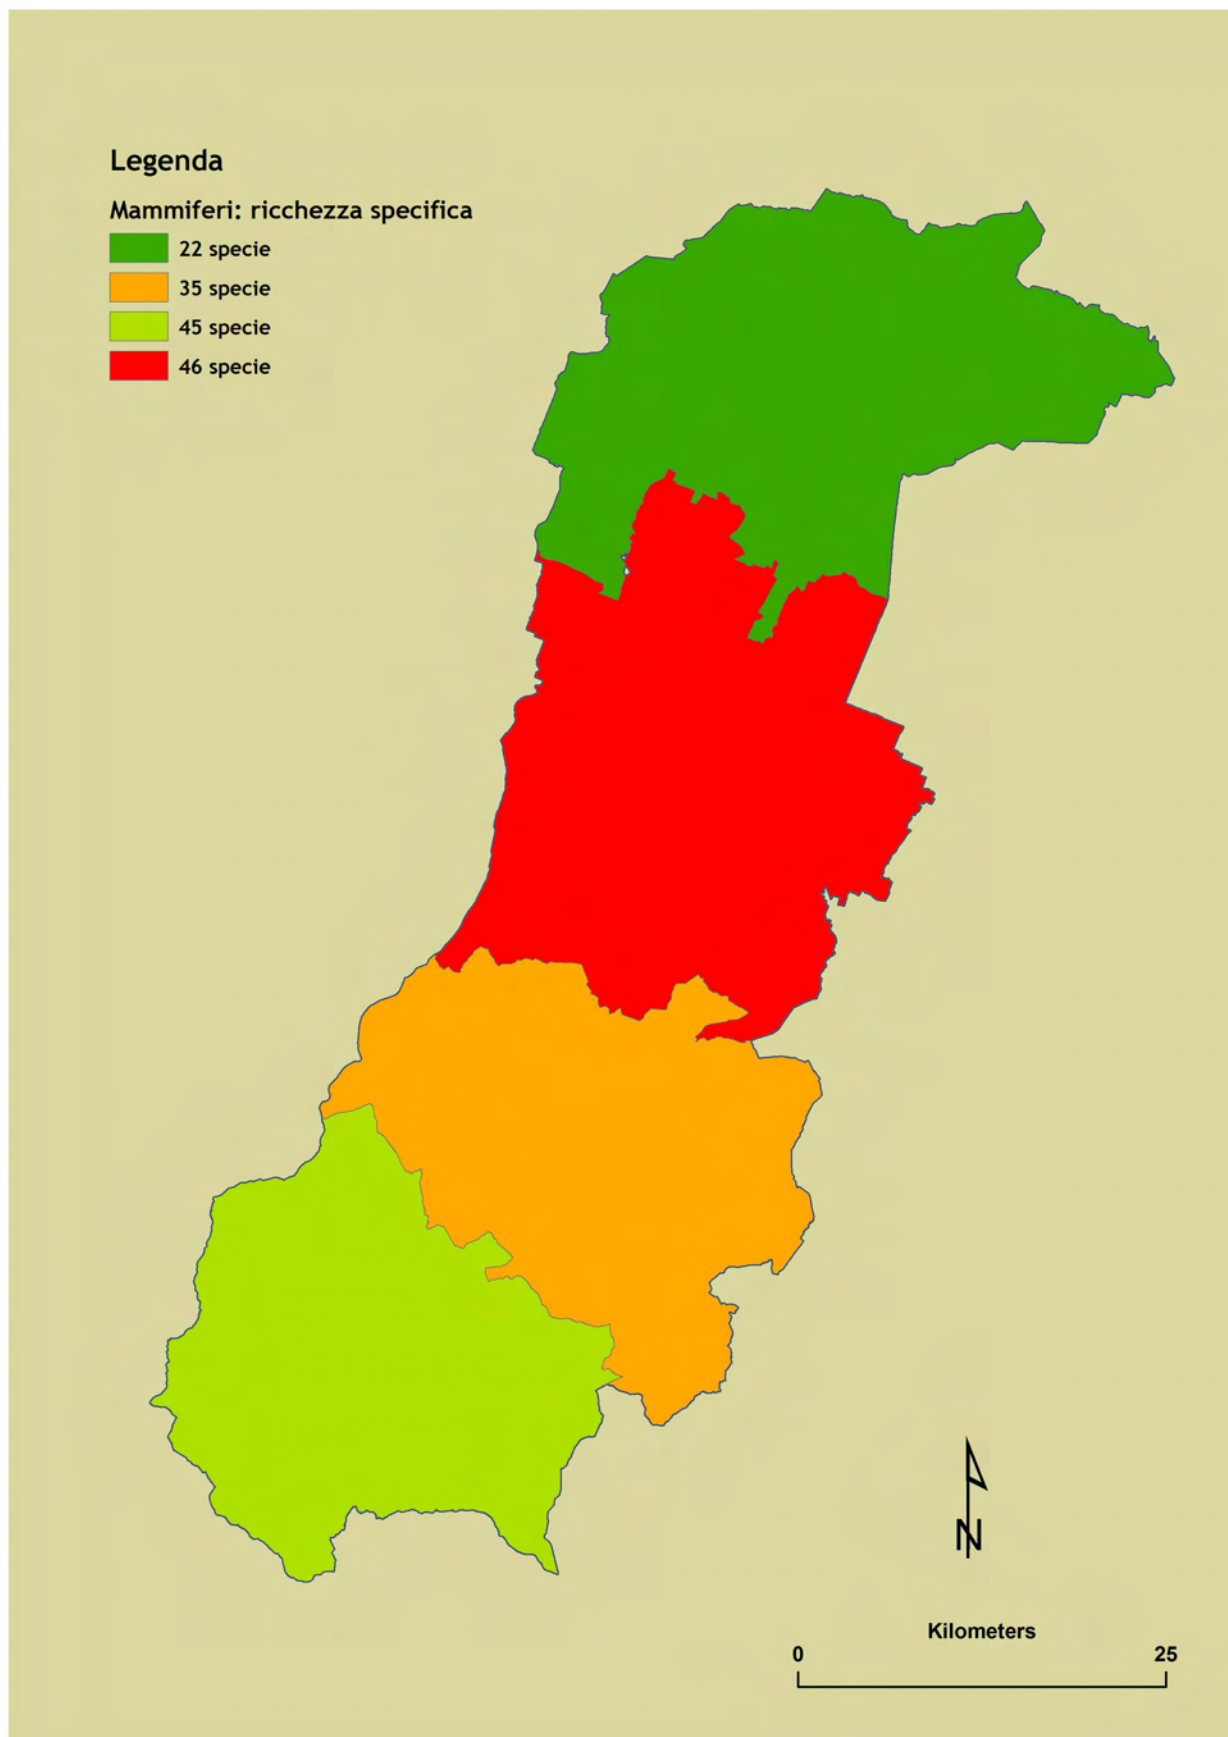 Legenda
Mammiferi: ricchezza specifica
22 specie
35 specie
45 specie
46 specie
N
Kilometers
0 25